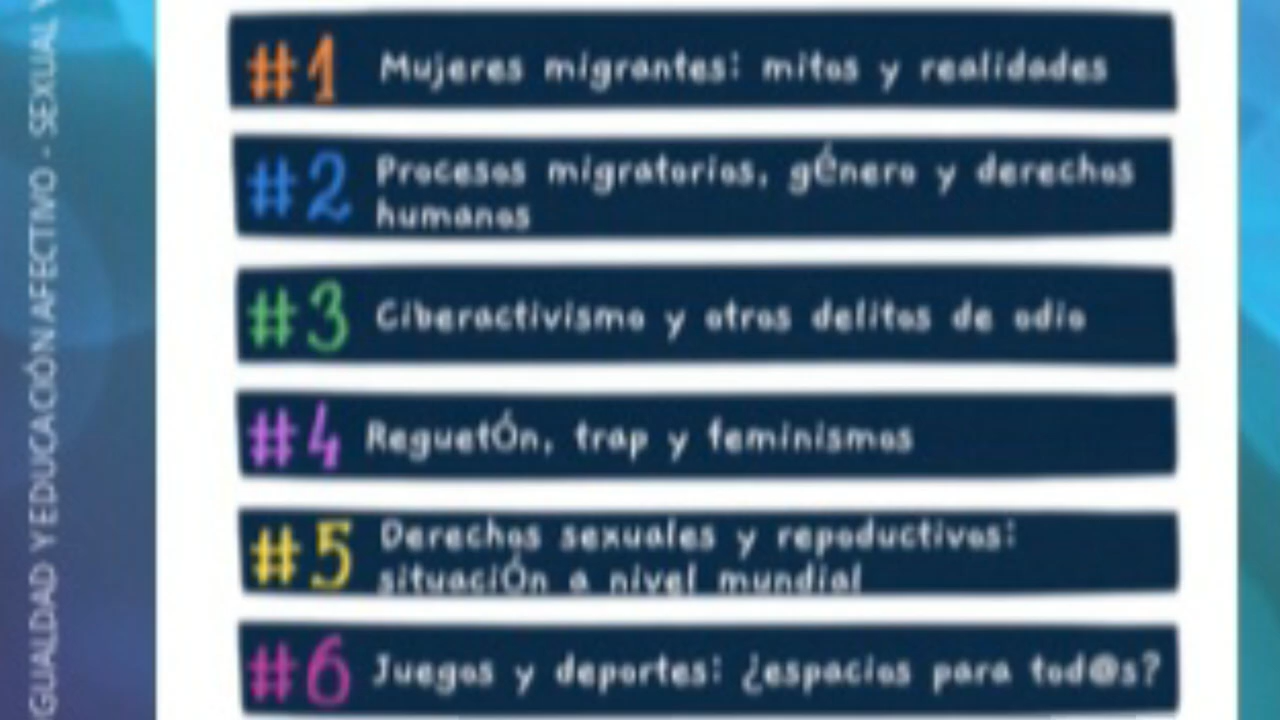 IGUALDAD Y EDUCACIÓN AFECTIVO - SEXUAL Y
#1 Mujeres migrantes: mitos y realidades
#2 Procesos migratorios, gÉnero y derechos
humanos
#3 Ciberactivismo y otros delitos de odio
#4 ReguetÓn, trap y feminismos
#5 Derechos sexuales y repoductivos:
situaciÓn a nivel mundial
#6 Juegos y deportes: ¿espacios para tod@s?